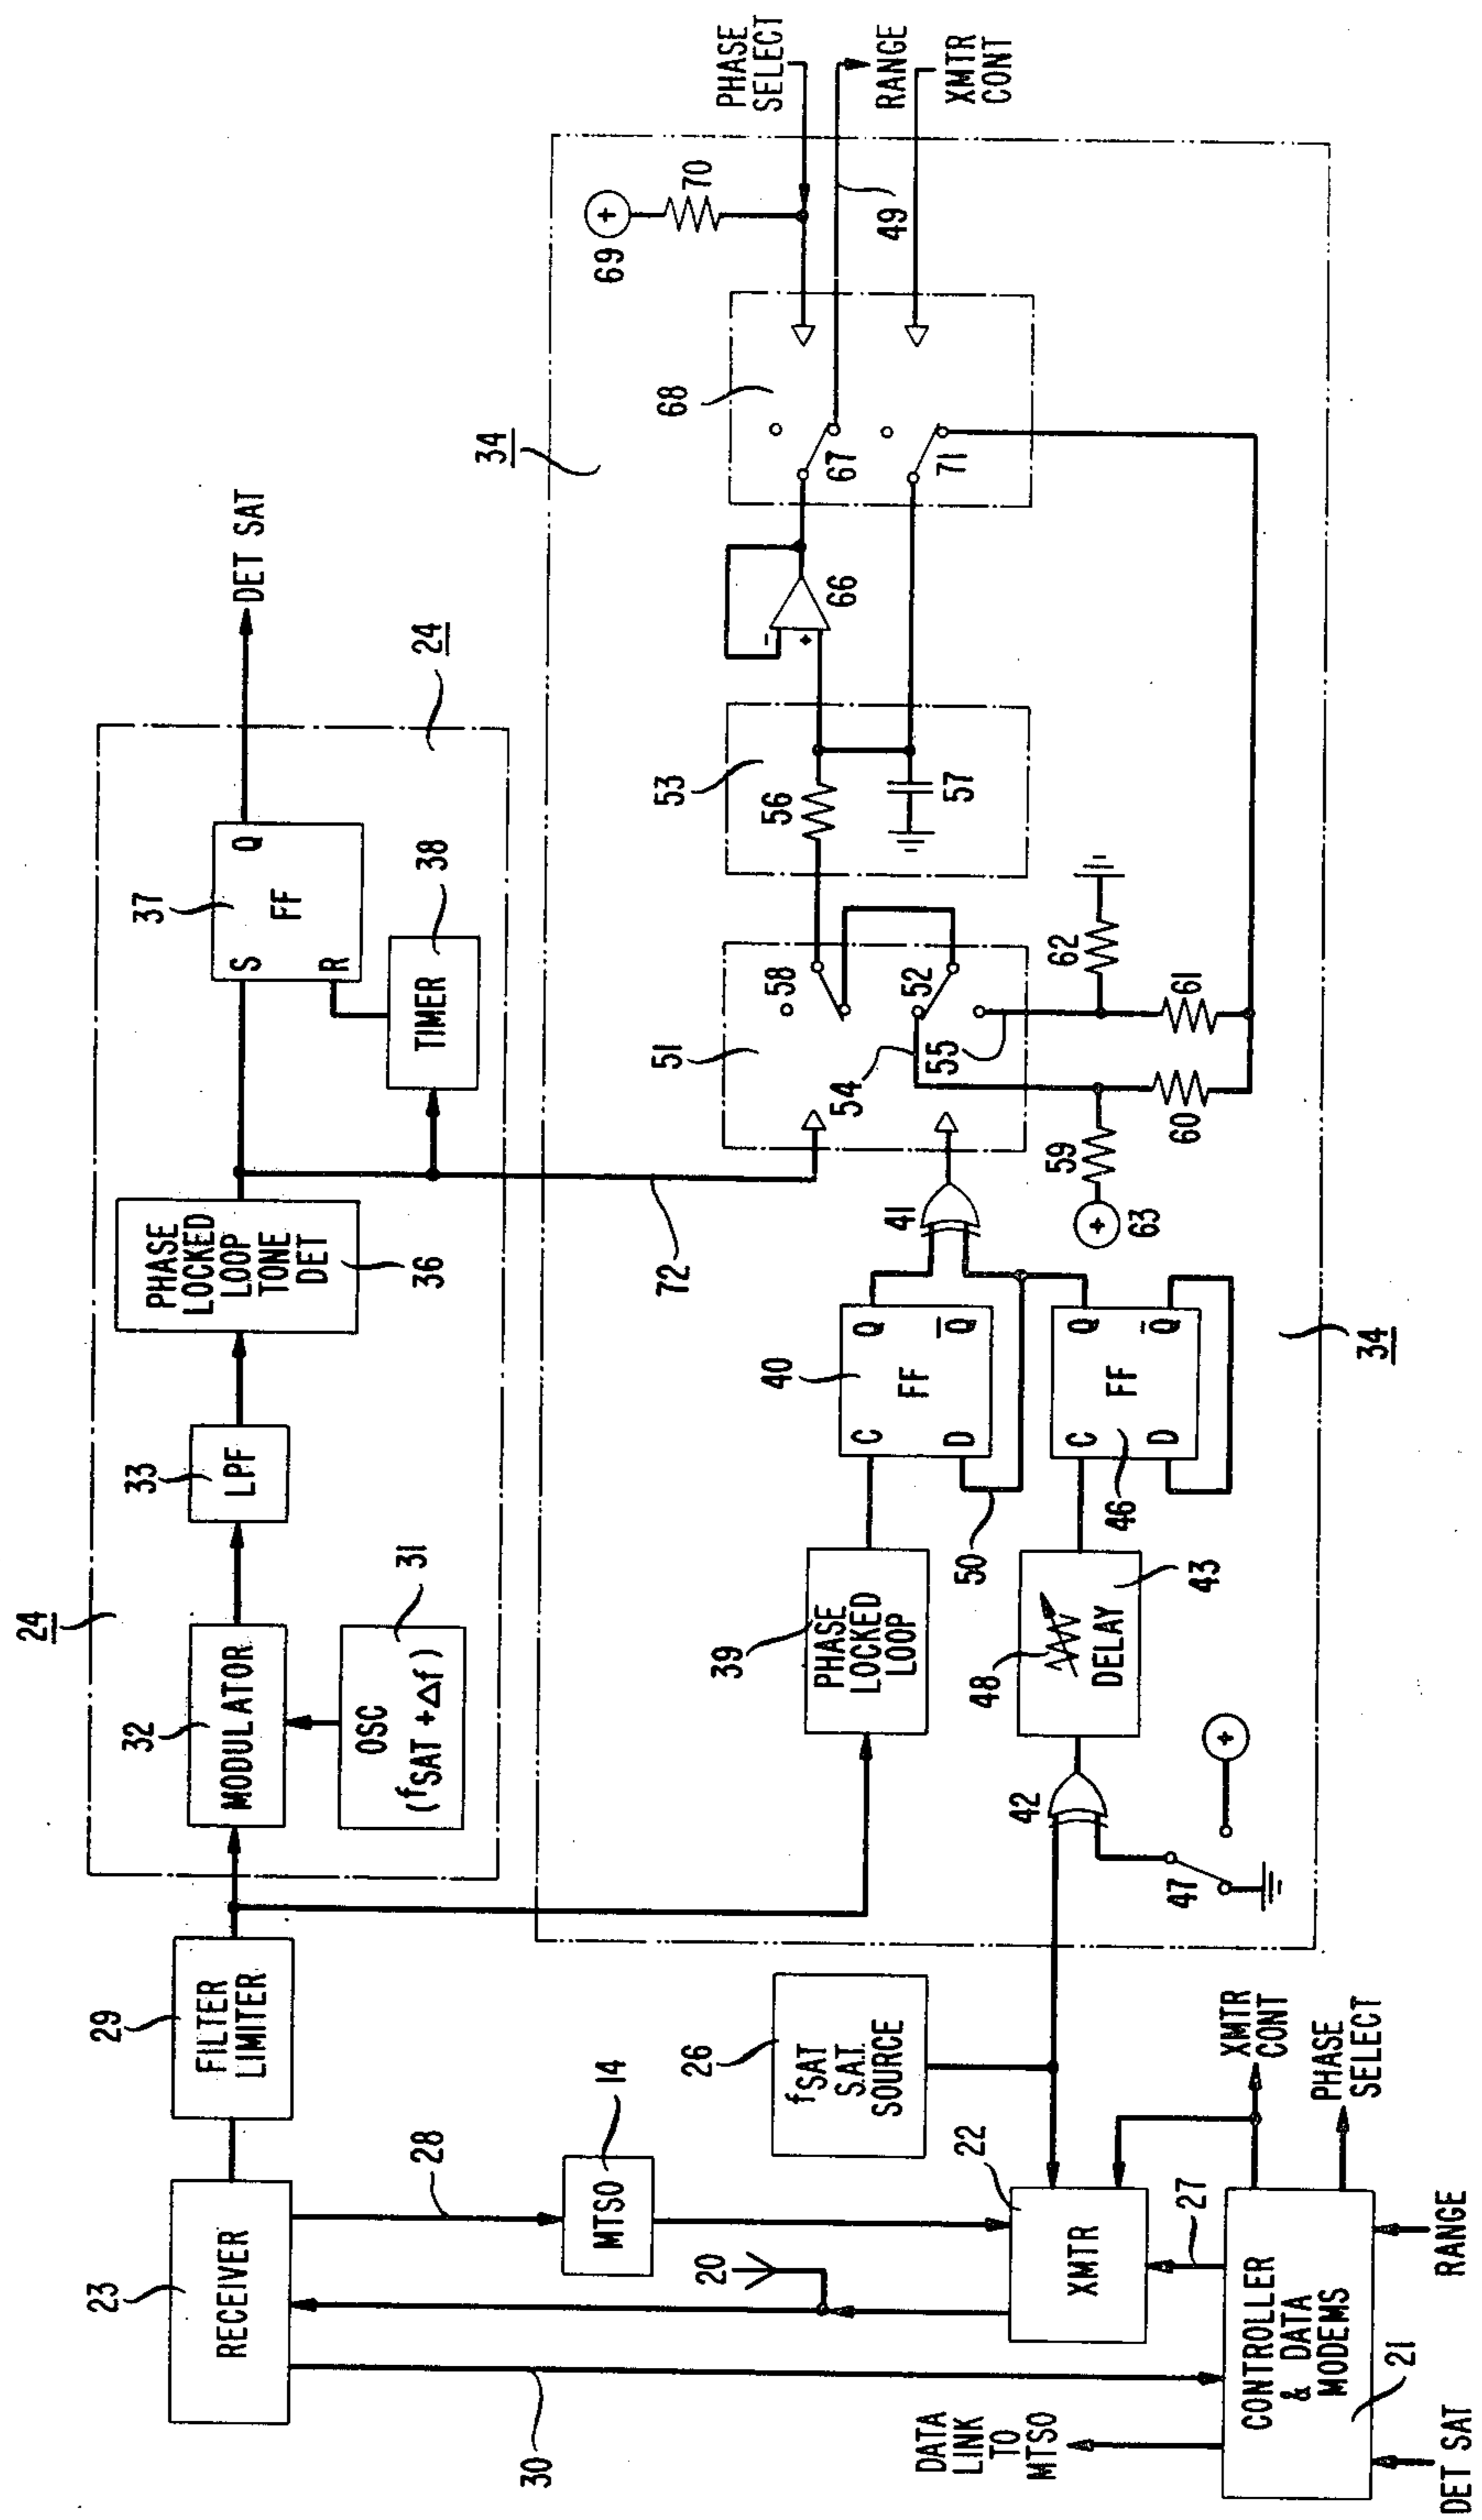 23
RECEIVER
29
FILTER
LIMITER
24
32
MODULATOR
31
OSC
(fSAT + Δf)
33
LPF
PHASE
LOCKED
LOOP
TONE
DET
36
37
S
Q
FF
R
TIMER
38
24
DET SAT
30
28
14
MTSO
20
26
fSAT
S.A.T.
SOURCE
22
XMTR
27
XMTR
CONT
PHASE
SELECT
CONTROLLER
& DATA
MODEMS
21
DATA
LINK
TO
MTSO
DET SAT
RANGE
34
39
PHASE
LOCKED
LOOP
40
C
Q
FF
D
Q̅
50
41
72
42
47
+
48
DELAY
43
46
C
Q
FF
D
Q̅
34
51
58
54
52
55
59
+
63
60
61
62
53
56
57
-
+
66
68
67
71
69
+
70
49
PHASE
SELECT
RANGE
XMTR
CONT